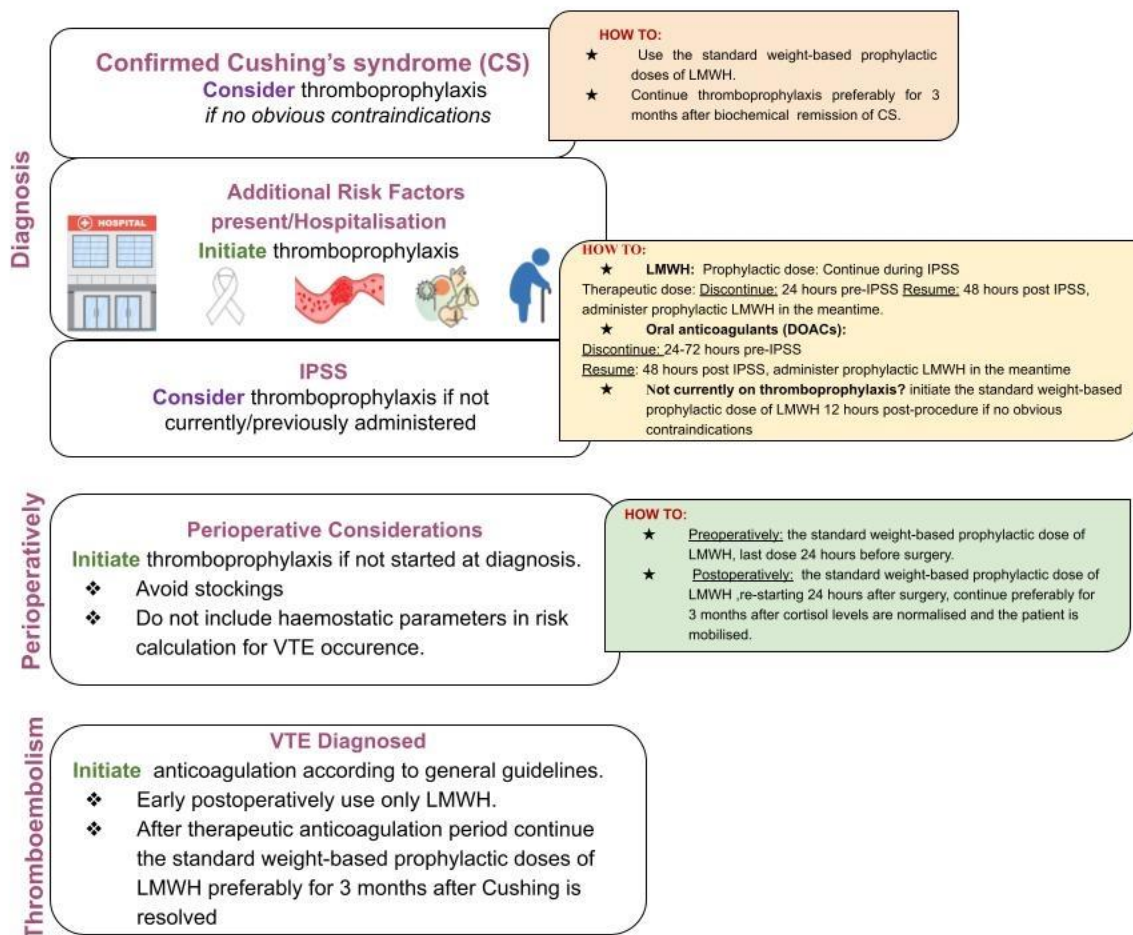 Diagnosis
Confirmed Cushing's syndrome (CS)
Consider thromboprophylaxis
if no obvious contraindications
HOW TO:
★ Use the standard weight-based prophylactic
doses of LMWH.
★ Continue thromboprophylaxis preferably for 3
months after biochemical remission of CS.
Additional Risk Factors
present/Hospitalisation
Initiate thromboprophylaxis
HOSPITAL
IPSS
Consider thromboprophylaxis if not
currently/previously administered
HOW TO:
★ LMWH: Prophylactic dose: Continue during IPSS
Therapeutic dose: Discontinue: 24 hours pre-IPSS Resume: 48 hours post IPSS,
administer prophylactic LMWH in the meantime.
★ Oral anticoagulants (DOACs):
Discontinue: 24-72 hours pre-IPSS
Resume: 48 hours post IPSS, administer prophylactic LMWH in the meantime
★ Not currently on thromboprophylaxis? initiate the standard weight-based
prophylactic dose of LMWH 12 hours post-procedure if no obvious
contraindications
Perioperatively
Perioperative Considerations
Initiate thromboprophylaxis if not started at diagnosis.
❖ Avoid stockings
❖ Do not include haemostatic parameters in risk
calculation for VTE occurence.
HOW TO:
★ Preoperatively: the standard weight-based prophylactic dose of
LMWH, last dose 24 hours before surgery.
★ Postoperatively: the standard weight-based prophylactic dose of
LMWH ,re-starting 24 hours after surgery, continue preferably for
3 months after cortisol levels are normalised and the patient is
mobilised.
Thromboembolism
VTE Diagnosed
Initiate anticoagulation according to general guidelines.
❖ Early postoperatively use only LMWH.
❖ After therapeutic anticoagulation period continue
the standard weight-based prophylactic doses of
LMWH preferably for 3 months after Cushing is
resolved